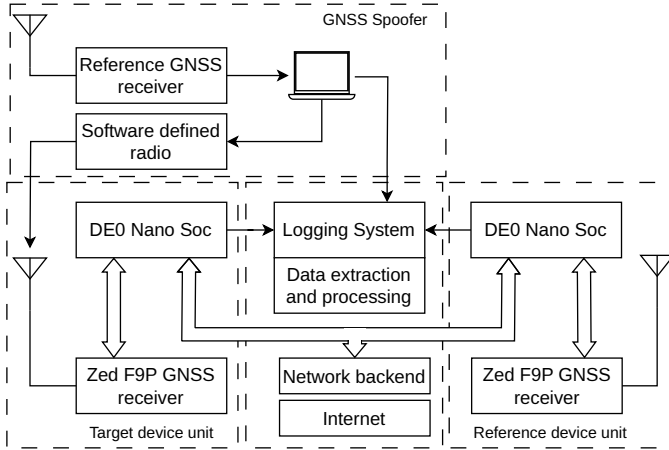 GNSS Spoofer
Reference GNSS
receiver
Software defined
radio
DE0 Nano Soc
Logging System
DE0 Nano Soc
Data extraction
and processing
Zed F9P GNSS
receiver
Network backend
Zed F9P GNSS
receiver
Internet
Target device unit
Reference device unit